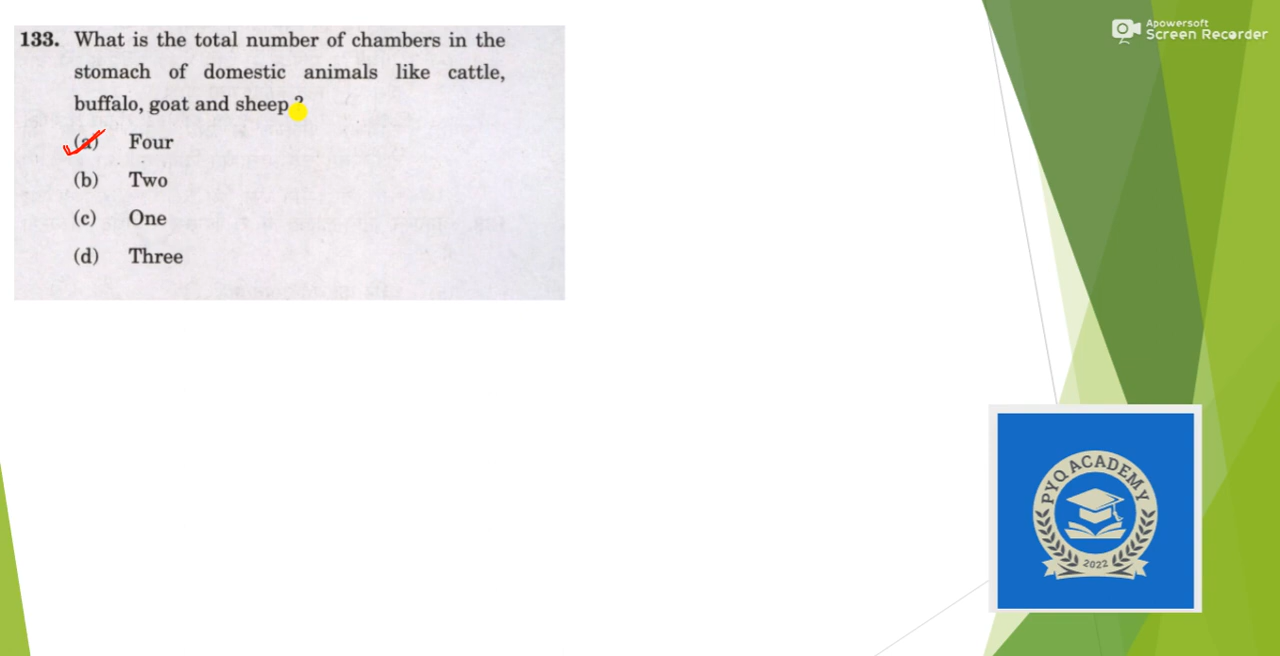 133. What is the total number of chambers in the
stomach of domestic animals like cattle,
buffalo, goat and sheep ?
(a) Four
(b) Two
(c) One
(d) Three
Apowersoft
Screen Recorder
PYQ ACADEMY
2022